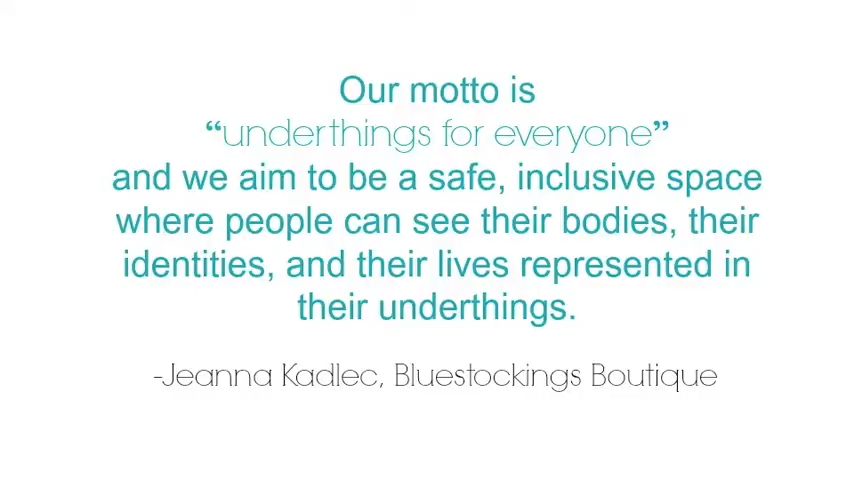 Our motto is
“underthings for everyone”
and we aim to be a safe, inclusive space
where people can see their bodies, their
identities, and their lives represented in
their underthings.
-Jeanna Kadlec, Bluestockings Boutique